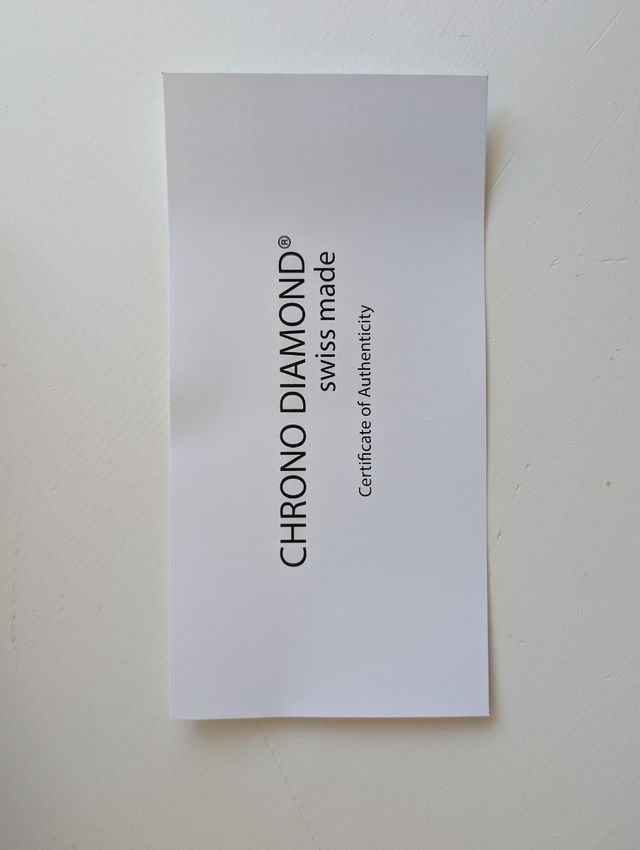 CHRONO DIAMOND®
swiss made
Certificate of Authenticity